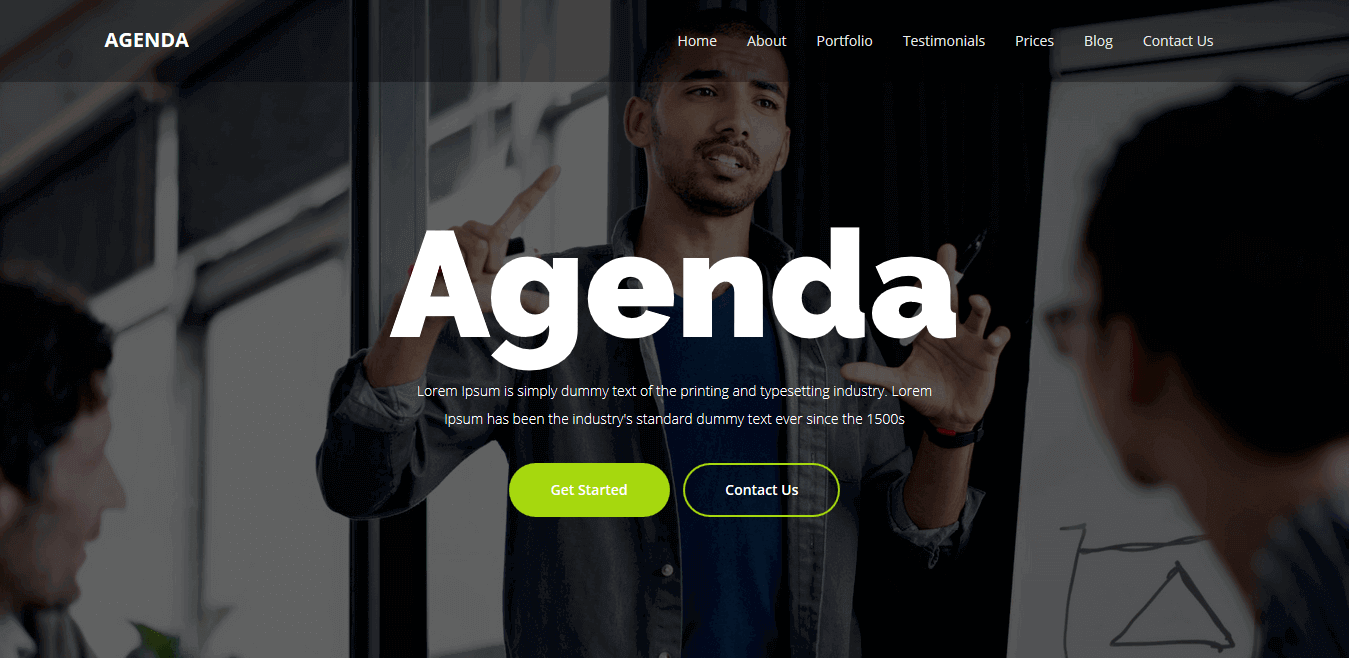 AGENDA
Home About Portfolio Testimonials Prices Blog Contact Us
Agenda
Lorem Ipsum is simply dummy text of the printing and typesetting industry. Lorem
Ipsum has been the industry's standard dummy text ever since the 1500s
Get Started Contact Us